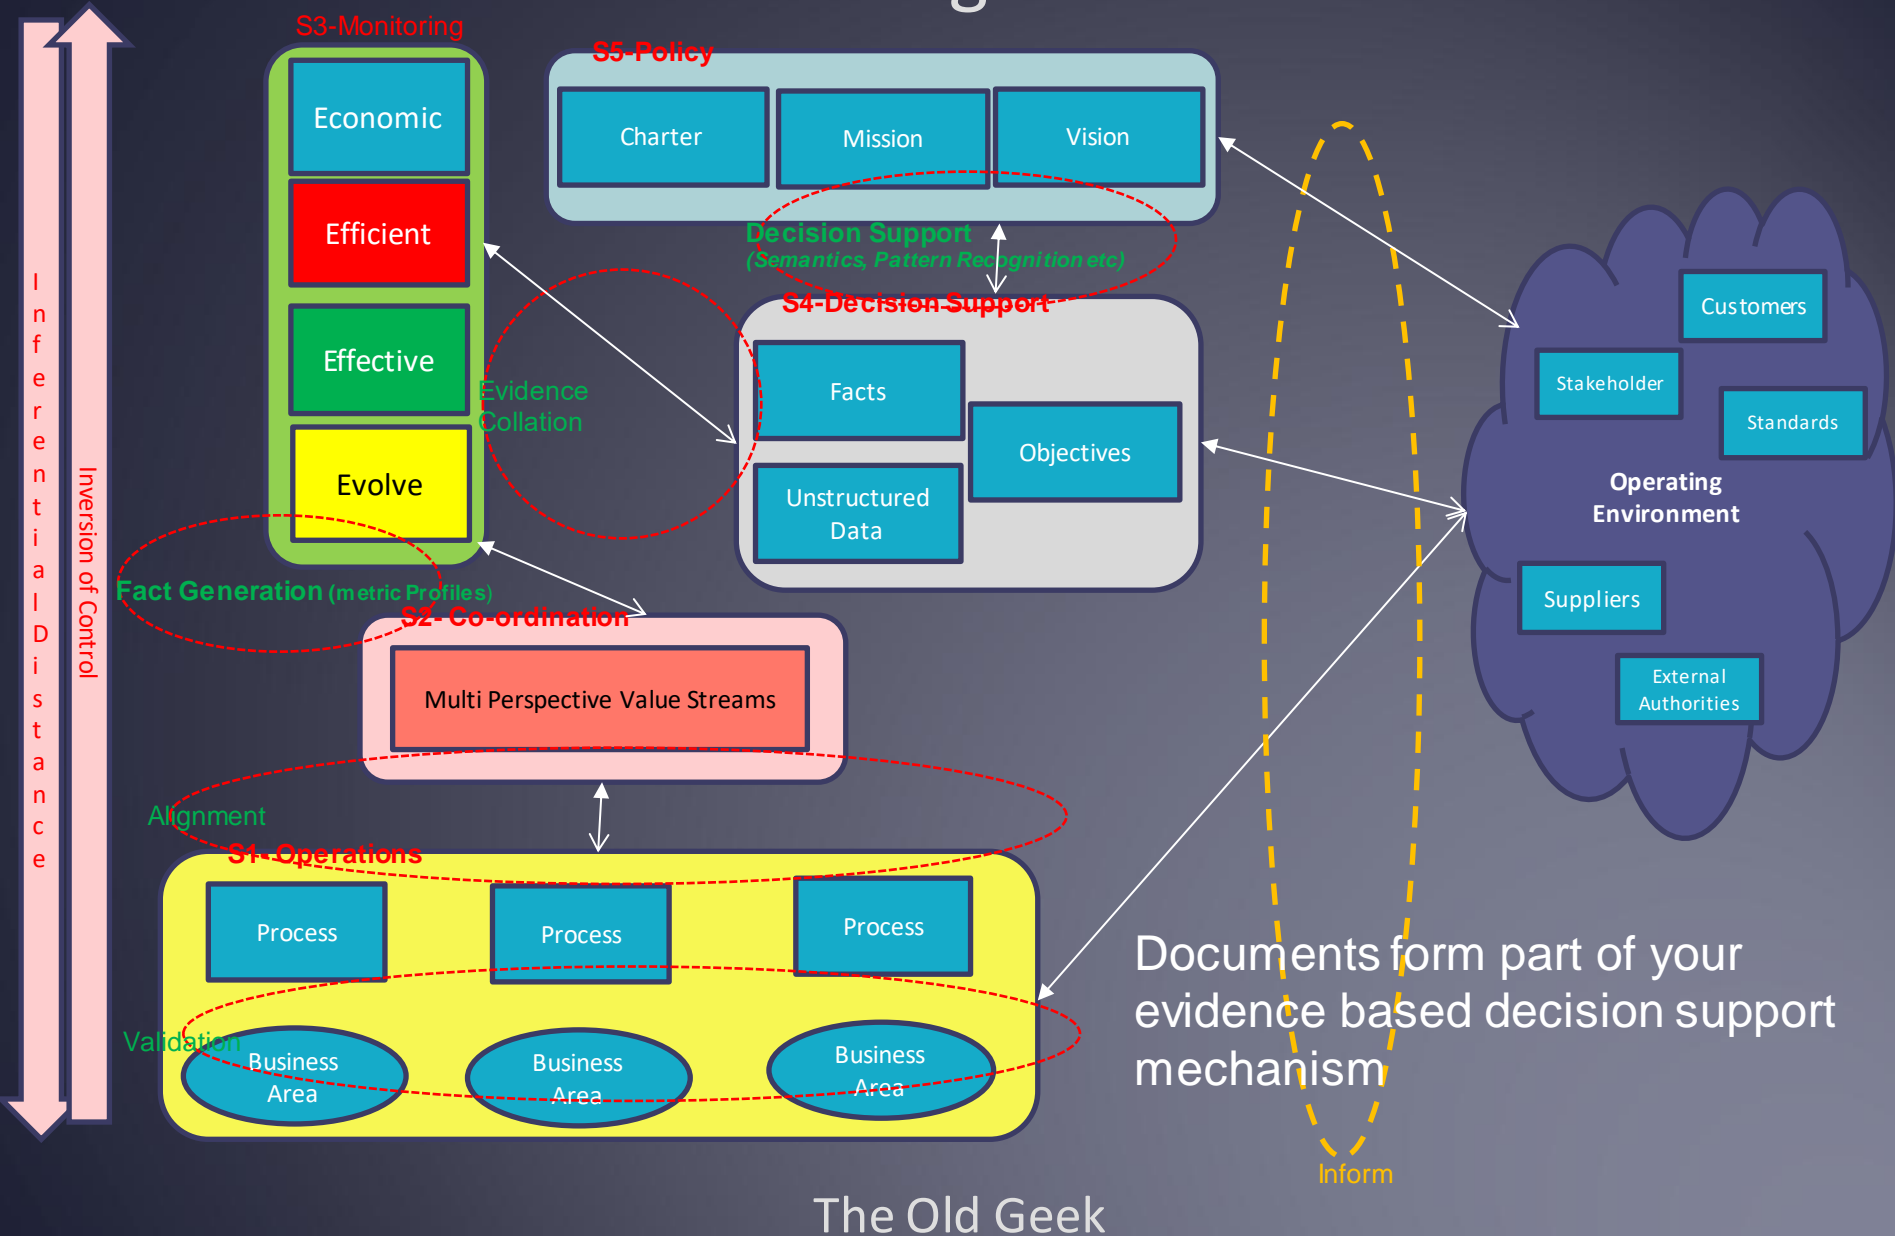 S3-Monitoring
Economic
Efficient
Effective
Evolve
S5-Policy
Charter
Mission
Vision
Decision Support
(Semantics, Pattern Recognition etc)
S4-Decision Support
Facts
Objectives
Unstructured
Data
Evidence
Collation
Fact Generation (metric Profiles)
S2- Co-ordination
Multi Perspective Value Streams
Alignment
S1- Operations
Process
Process
Process
Validation
Business
Area
Business
Area
Business
Area
Inferential Distance
Inversion of Control
Customers
Stakeholder
Standards
Operating
Environment
Suppliers
External
Authorities
Documents form part of your
evidence based decision support
mechanism
Inform
The Old Geek